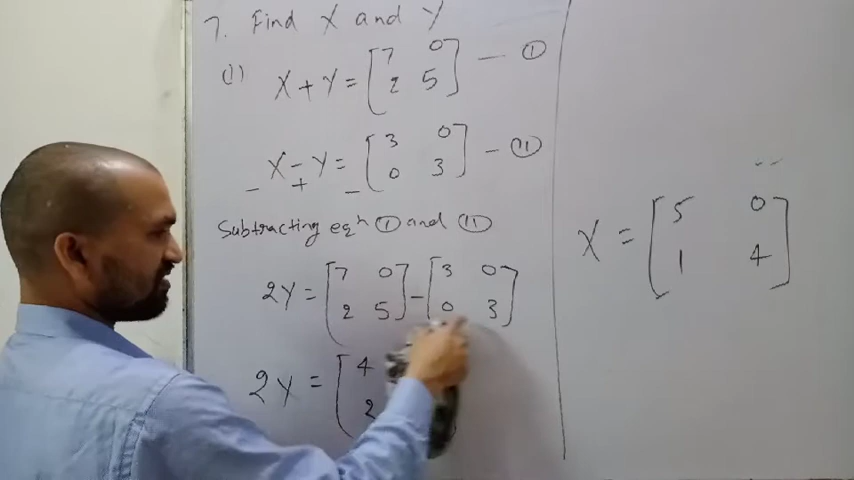 7. Find X and Y
(i) X + Y = [7 0
2 5] — (I)
X - Y = [3 0
0 3] — (II)
- + -
Subtracting eqn (I) and (II)
2Y = [7 0
2 5] - [3 0
0 3]
2Y = [4
2
X = [5 0
1 4]